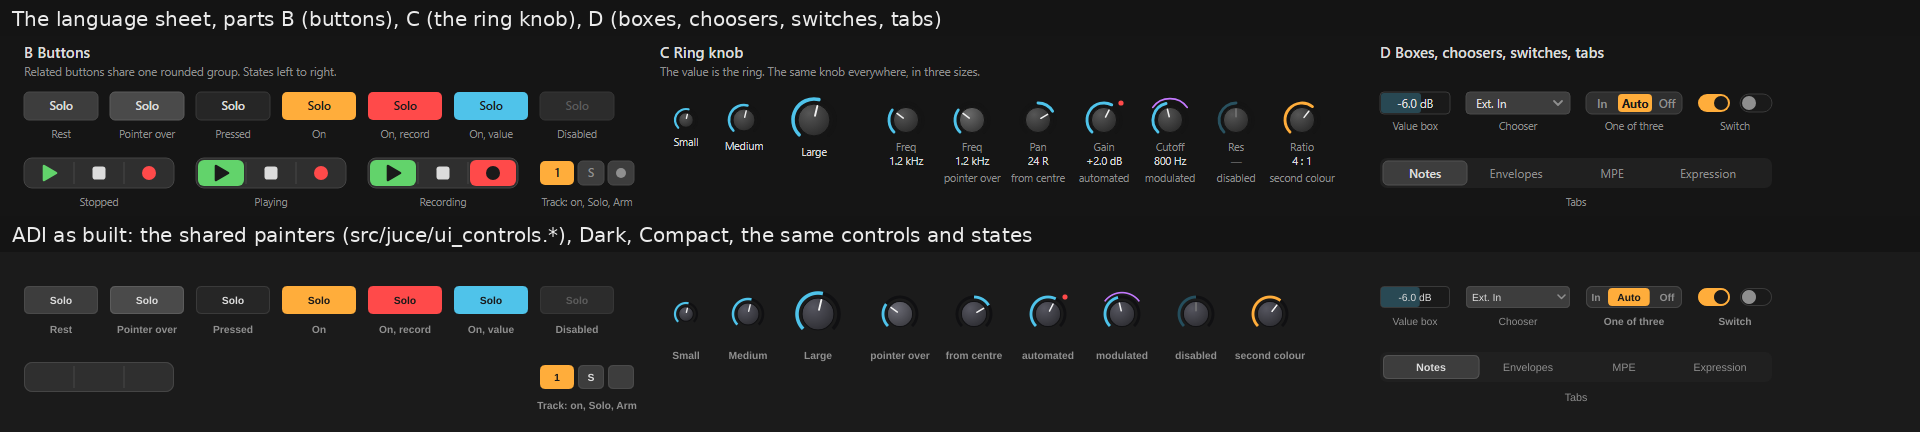 The language sheet, parts B (buttons), C (the ring knob), D (boxes, choosers, switches, tabs)
B Buttons
Related buttons share one rounded group. States left to right.
Solo Solo Solo Solo Solo Solo Solo
Rest Pointer over Pressed On On, record On, value Disabled
1 S
Stopped Playing Recording Track: on, Solo, Arm
C Ring knob
The value is the ring. The same knob everywhere, in three sizes.
Small Medium Large
Freq Freq Pan Gain Cutoff Res Ratio
1.2 kHz 1.2 kHz 24 R +2.0 dB 800 Hz — 4 : 1
pointer over from centre automated modulated disabled second colour
D Boxes, choosers, switches, tabs
-6.0 dB Ext. In In Auto Off
Value box Chooser One of three Switch
Notes Envelopes MPE Expression
Tabs
ADI as built: the shared painters (src/juce/ui_controls.*), Dark, Compact, the same controls and states
Solo Solo Solo Solo Solo Solo Solo
Rest Pointer over Pressed On On, record On, value Disabled
1 S
Track: on, Solo, Arm
Small Medium Large pointer over from centre automated modulated disabled second colour
-6.0 dB Ext. In In Auto Off
Value box Chooser One of three Switch
Notes Envelopes MPE Expression
Tabs